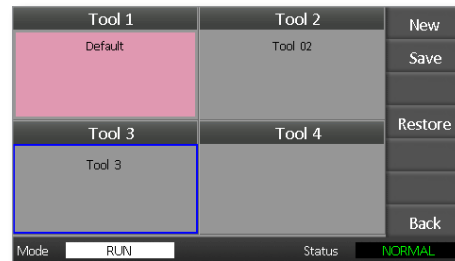 Tool 1
Tool 2
New
Default
Tool 02
Save
Tool 3
Tool 4
Restore
Tool 3
Back
Mode RUN Status NORMAL